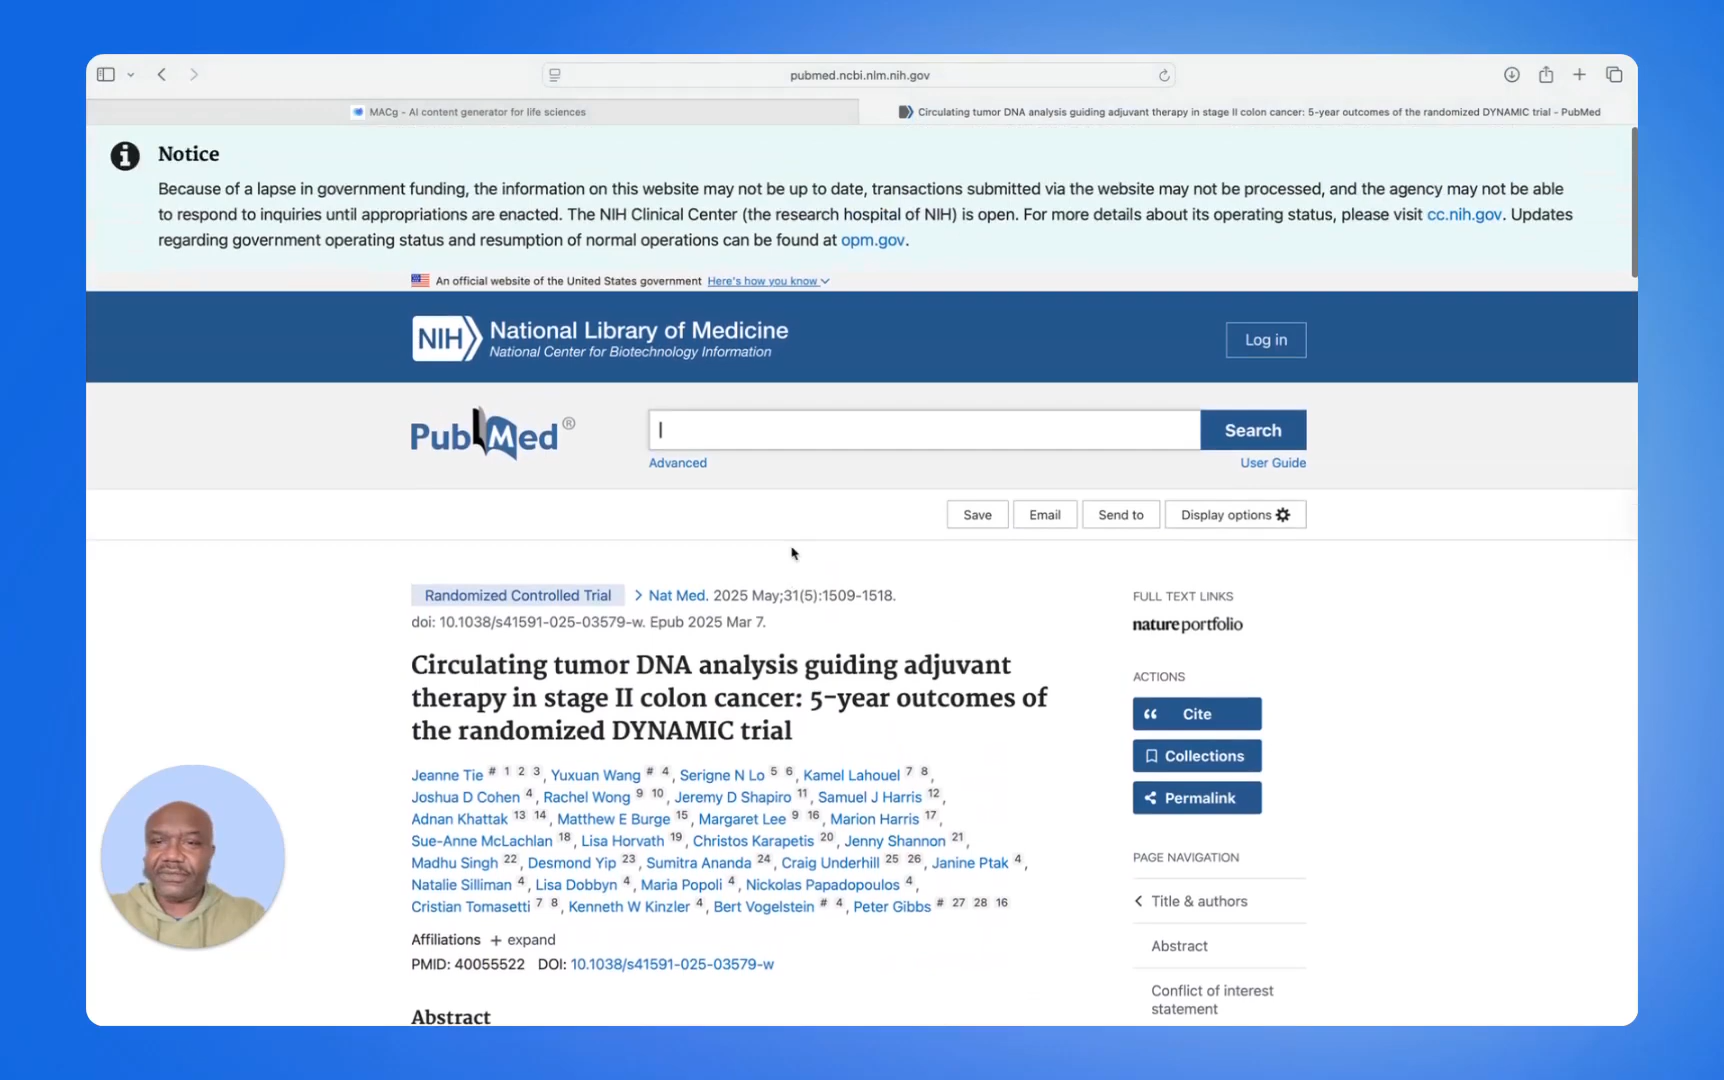 pubmed.ncbi.nlm.nih.gov
MACg - AI content generator for life sciences
Circulating tumor DNA analysis guiding adjuvant therapy in stage II colon cancer: 5-year outcomes of the randomized DYNAMIC trial - PubMed
Notice
Because of a lapse in government funding, the information on this website may not be up to date, transactions submitted via the website may not be processed, and the agency may not be able
to respond to inquiries until appropriations are enacted. The NIH Clinical Center (the research hospital of NIH) is open. For more details about its operating status, please visit cc.nih.gov. Updates
regarding government operating status and resumption of normal operations can be found at opm.gov.
An official website of the United States government Here's how you know
NIH National Library of Medicine
National Center for Biotechnology Information
Log in
PubMed®
Search
Advanced
User Guide
Save
Email
Send to
Display options
Randomized Controlled Trial > Nat Med. 2025 May;31(5):1509-1518.
doi: 10.1038/s41591-025-03579-w. Epub 2025 Mar 7.
Circulating tumor DNA analysis guiding adjuvant
therapy in stage II colon cancer: 5-year outcomes of
the randomized DYNAMIC trial
Jeanne Tie # 1 2 3, Yuxuan Wang # 4, Serigne N Lo 5 6, Kamel Lahouel 7 8,
Joshua D Cohen 4, Rachel Wong 9 10, Jeremy D Shapiro 11, Samuel J Harris 12,
Adnan Khattak 13 14, Matthew E Burge 15, Margaret Lee 9 16, Marion Harris 17,
Sue-Anne McLachlan 18, Lisa Horvath 19, Christos Karapetis 20, Jenny Shannon 21,
Madhu Singh 22, Desmond Yip 23, Sumitra Ananda 24, Craig Underhill 25 26, Janine Ptak 4,
Natalie Silliman 4, Lisa Dobbyn 4, Maria Popoli 4, Nickolas Papadopoulos 4,
Cristian Tomasetti 7 8, Kenneth W Kinzler 4, Bert Vogelstein # 4, Peter Gibbs # 27 28 16
Affiliations + expand
PMID: 40055522 DOI: 10.1038/s41591-025-03579-w
Abstract
FULL TEXT LINKS
nature portfolio
ACTIONS
Cite
Collections
Permalink
PAGE NAVIGATION
Title & authors
Abstract
Conflict of interest
statement